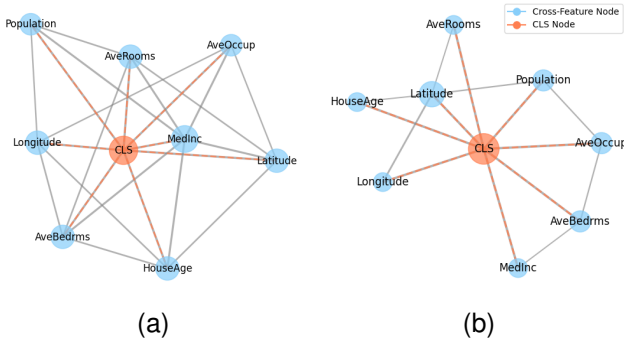 Population
AveRooms
AveOccup
Longitude
MedInc
CLS
Latitude
AveBedrms
HouseAge
(a)
Cross-Feature Node
CLS Node
AveRooms
Population
Latitude
HouseAge
AveOccup
CLS
Longitude
AveBedrms
MedInc
(b)